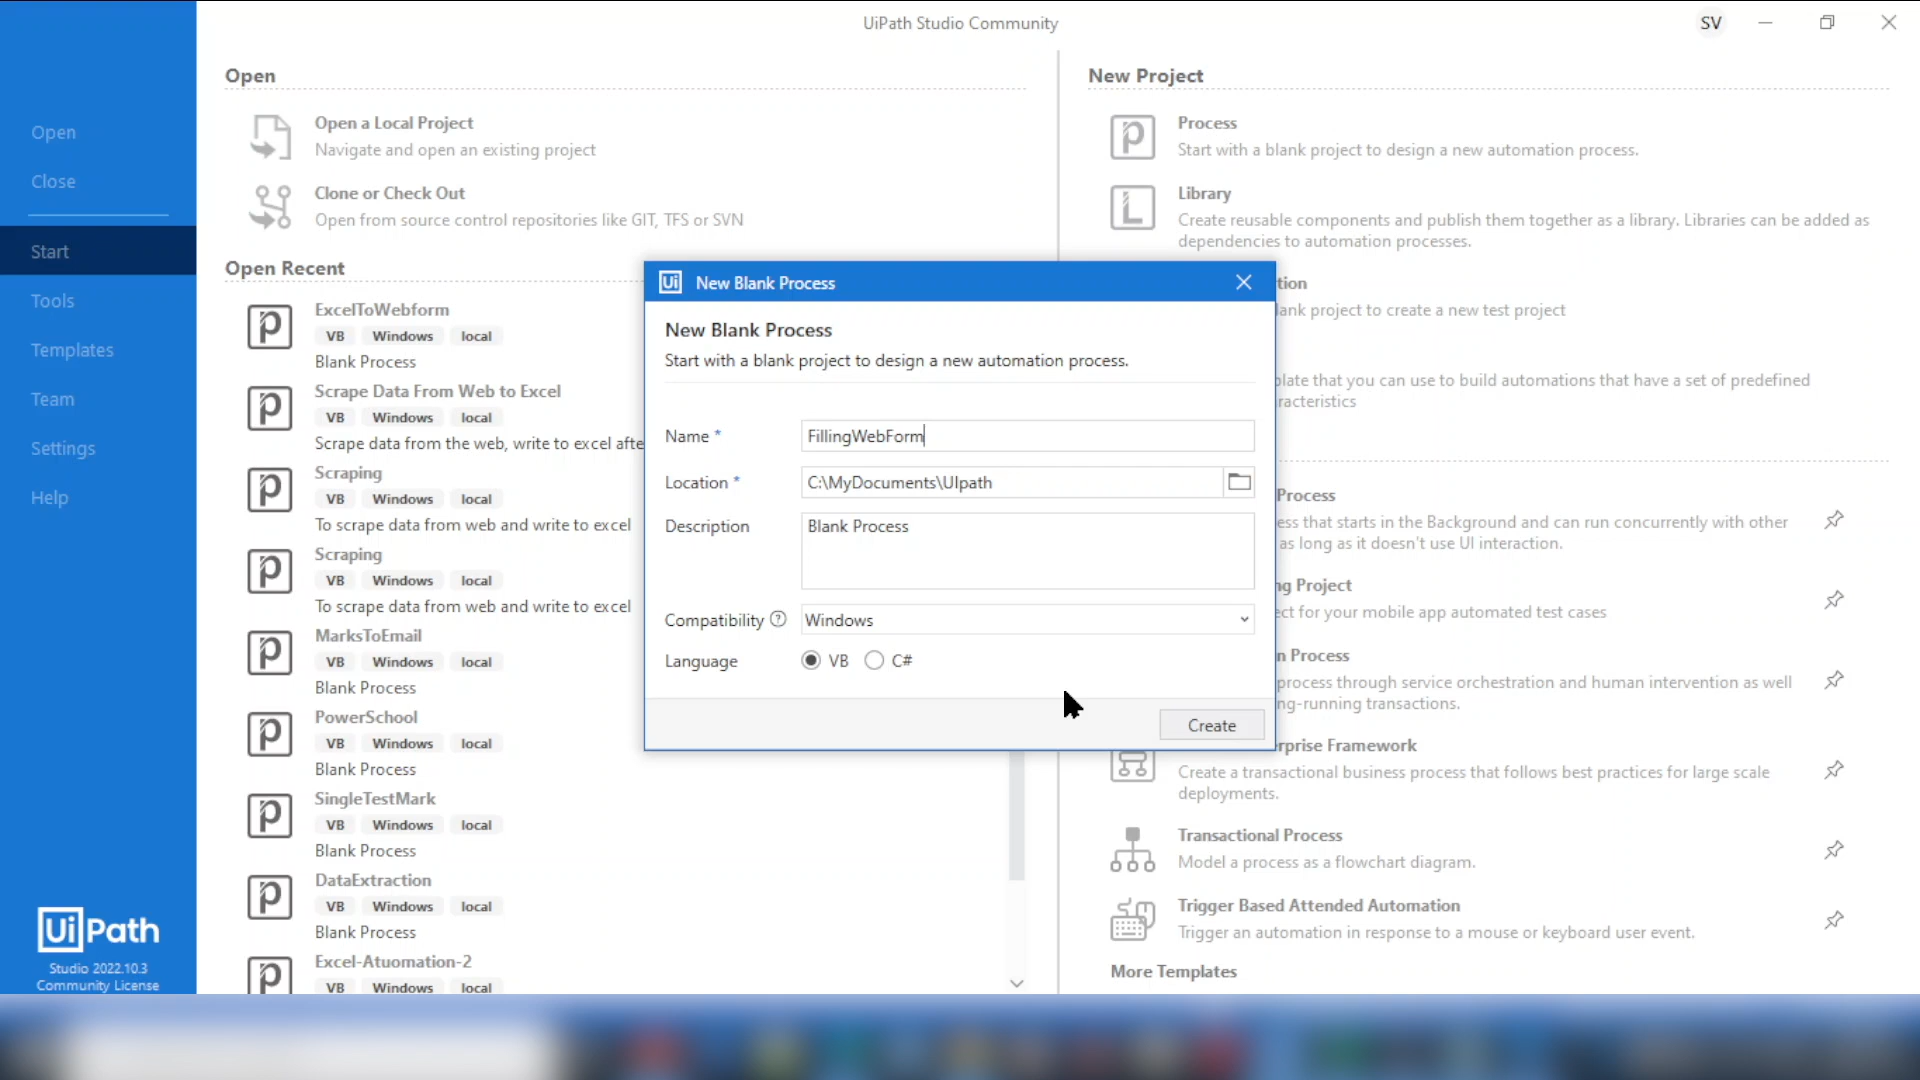 UiPath Studio Community
SV
Open
Close
Start
Tools
Templates
Team
Settings
Help
UiPath
Studio 2022.10.3
Community License
Open
Open a Local Project
Navigate and open an existing project
Clone or Check Out
Open from source control repositories like GIT, TFS or SVN
Open Recent
ExcelToWebform
VB Windows local
Blank Process
Scrape Data From Web to Excel
VB Windows local
Scrape data from the web, write to excel afte
Scraping
VB Windows local
To scrape data from web and write to excel
Scraping
VB Windows local
To scrape data from web and write to excel
MarksToEmail
VB Windows local
Blank Process
PowerSchool
VB Windows local
Blank Process
SingleTestMark
VB Windows local
Blank Process
DataExtraction
VB Windows local
Blank Process
Excel-Atuomation-2
VB Windows local
Ui New Blank Process
New Blank Process
Start with a blank project to design a new automation process.
Name * FillingWebForm
Location * C:\MyDocuments\UIpath
Description Blank Process
Compatibility ? Windows
Language VB C#
Create
New Project
Process
Start with a blank project to design a new automation process.
Library
Create reusable components and publish them together as a library. Libraries can be added as
dependencies to automation processes.
tion
lank project to create a new test project
plate that you can use to build automations that have a set of predefined
racteristics
Process
ess that starts in the Background and can run concurrently with other
as long as it doesn't use UI interaction.
ng Project
ect for your mobile app automated test cases
n Process
process through service orchestration and human intervention as well
ng-running transactions.
rprise Framework
Create a transactional business process that follows best practices for large scale
deployments.
Transactional Process
Model a process as a flowchart diagram.
Trigger Based Attended Automation
Trigger an automation in response to a mouse or keyboard user event.
More Templates